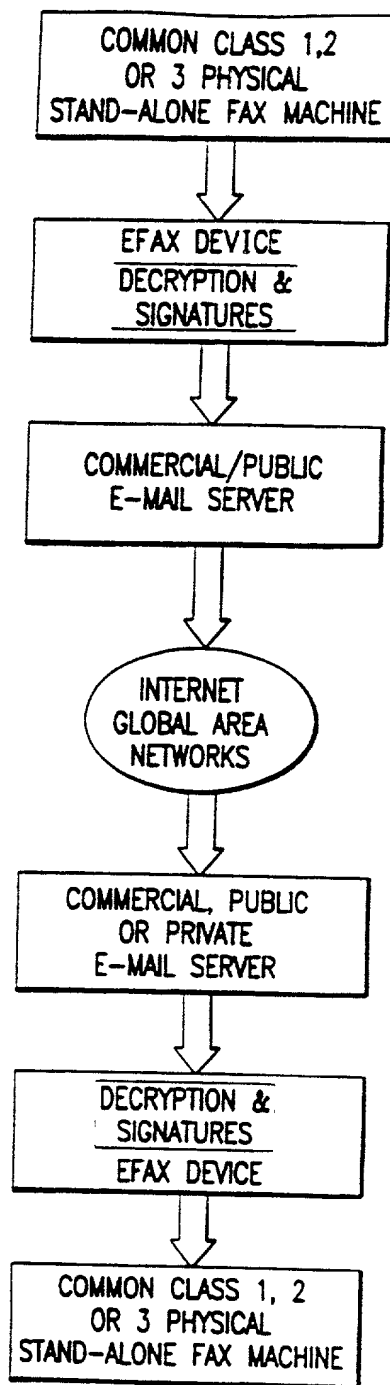 COMMON CLASS 1,2
OR 3 PHYSICAL
STAND-ALONE FAX MACHINE
EFAX DEVICE
DECRYPTION &
SIGNATURES
COMMERCIAL/PUBLIC
E-MAIL SERVER
INTERNET
GLOBAL AREA
NETWORKS
COMMERCIAL, PUBLIC
OR PRIVATE
E-MAIL SERVER
DECRYPTION &
SIGNATURES
EFAX DEVICE
COMMON CLASS 1, 2
OR 3 PHYSICAL
STAND-ALONE FAX MACHINE